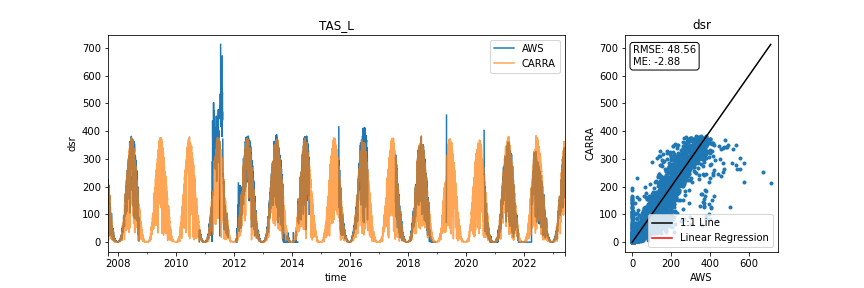 TAS_L
dsr
700
600
500
400
300
200
100
0
2008
2010
2012
2014
2016
2018
2020
2022
time
AWS
CARRA
dsr
CARRA
700
600
500
400
300
200
100
0
RMSE: 48.56
ME: -2.88
1:1 Line
Linear Regression
0
200
400
600
AWS